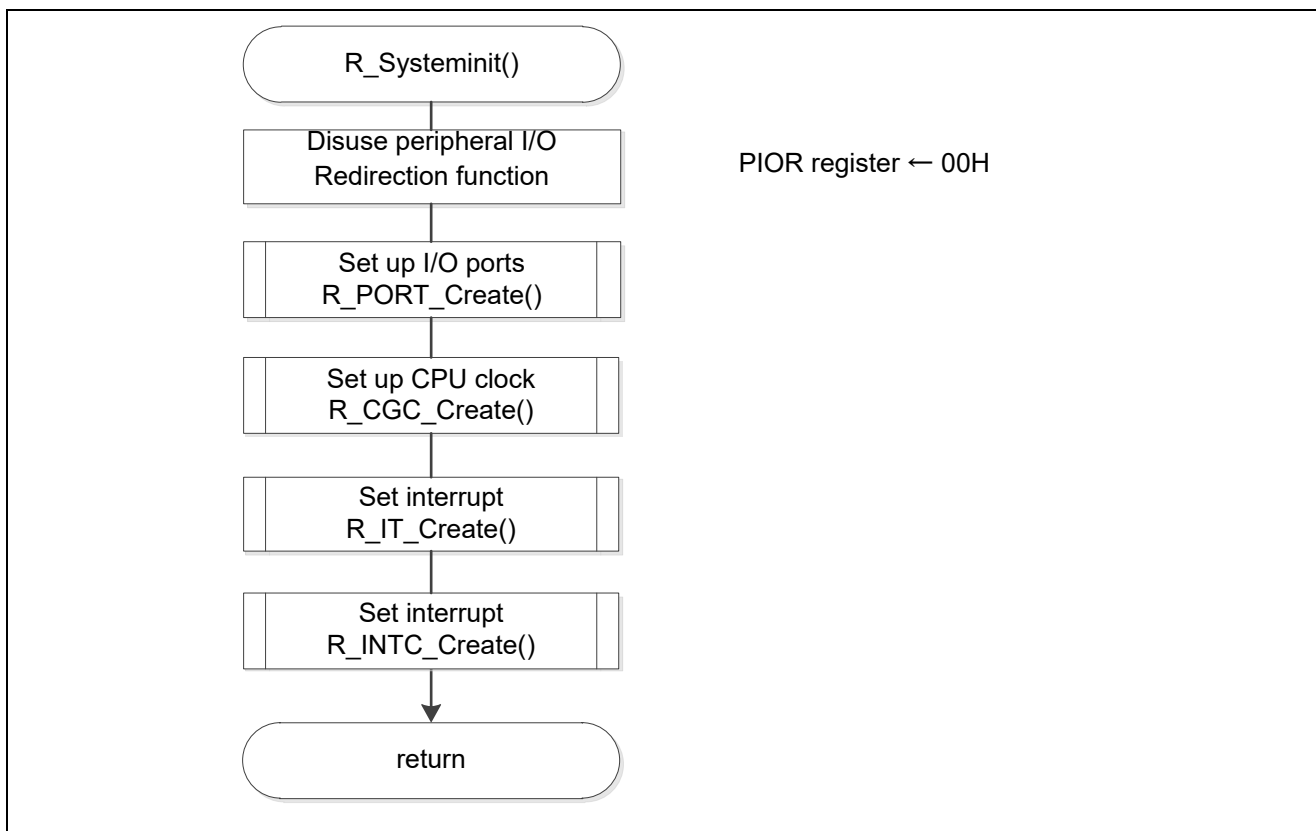 R_Systeminit()
Disuse peripheral I/O
Redirection function
PIOR register ← 00H
Set up I/O ports
R_PORT_Create()
Set up CPU clock
R_CGC_Create()
Set interrupt
R_IT_Create()
Set interrupt
R_INTC_Create()
return